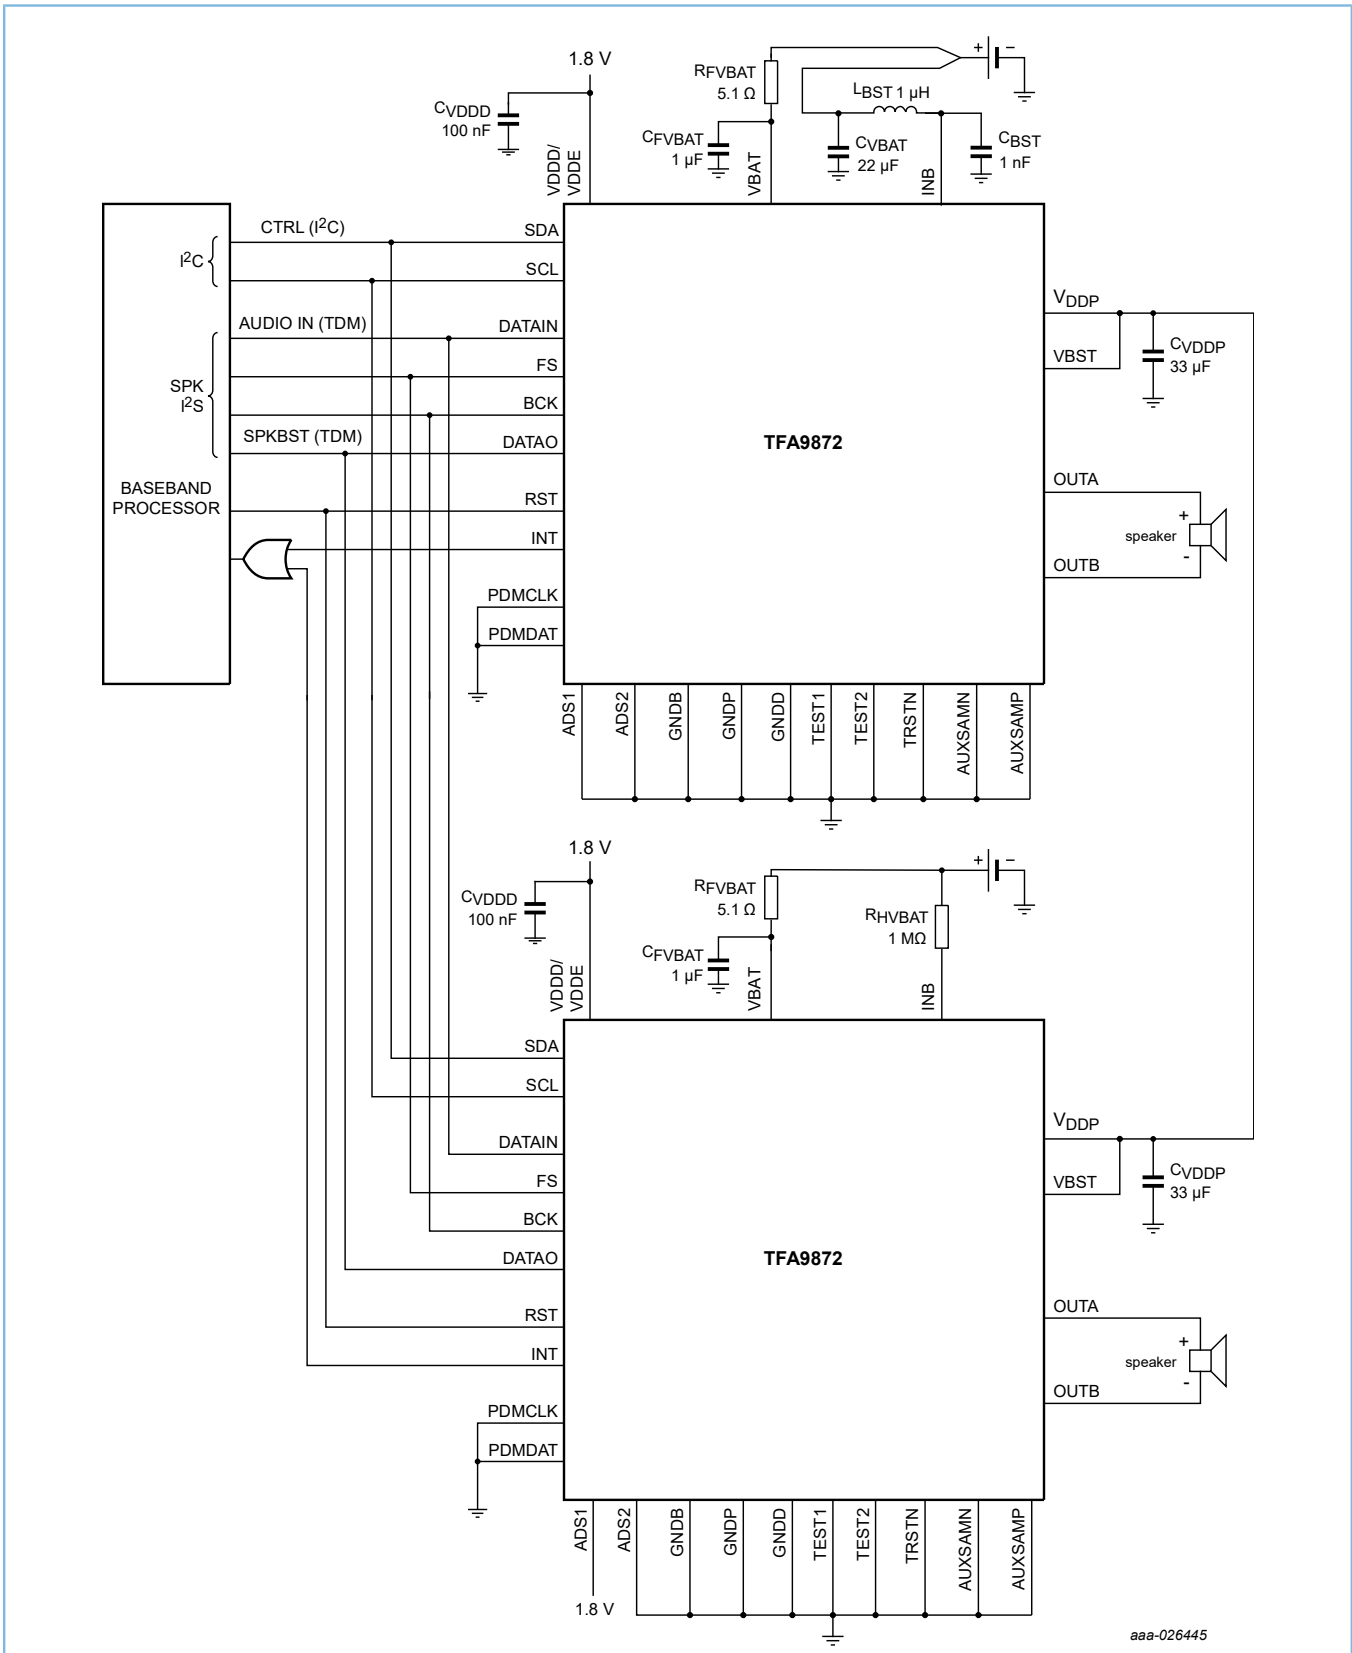 1.8 V
CVDDD
100 nF
VDDD/
VDDE
RFVBAT
5.1 Ω
CFVBAT
1 µF
VBAT
LBST 1 µH
+
−
CVBAT
22 µF
INB
CBST
1 nF
I2C
CTRL (I2C)
SDA
SCL
AUDIO IN (TDM)
DATAIN
FS
SPK
I2S
BCK
SPKBST (TDM)
DATAO
BASEBAND
PROCESSOR
RST
INT
PDMCLK
PDMDAT
TFA9872
VDDP
VBST
CVDDP
33 µF
OUTA
+
speaker
-
OUTB
ADS1
ADS2
GNDB
GNDP
GNDD
TEST1
TEST2
TRSTN
AUXSAMN
AUXSAMP
1.8 V
CVDDD
100 nF
VDDD/
VDDE
RFVBAT
5.1 Ω
CFVBAT
1 µF
VBAT
+
−
RHVBAT
1 MΩ
INB
SDA
SCL
DATAIN
FS
BCK
DATAO
RST
INT
PDMCLK
PDMDAT
TFA9872
VDDP
VBST
CVDDP
33 µF
OUTA
+
speaker
-
OUTB
ADS1
ADS2
GNDB
GNDP
GNDD
TEST1
TEST2
TRSTN
AUXSAMN
AUXSAMP
1.8 V
aaa-026445